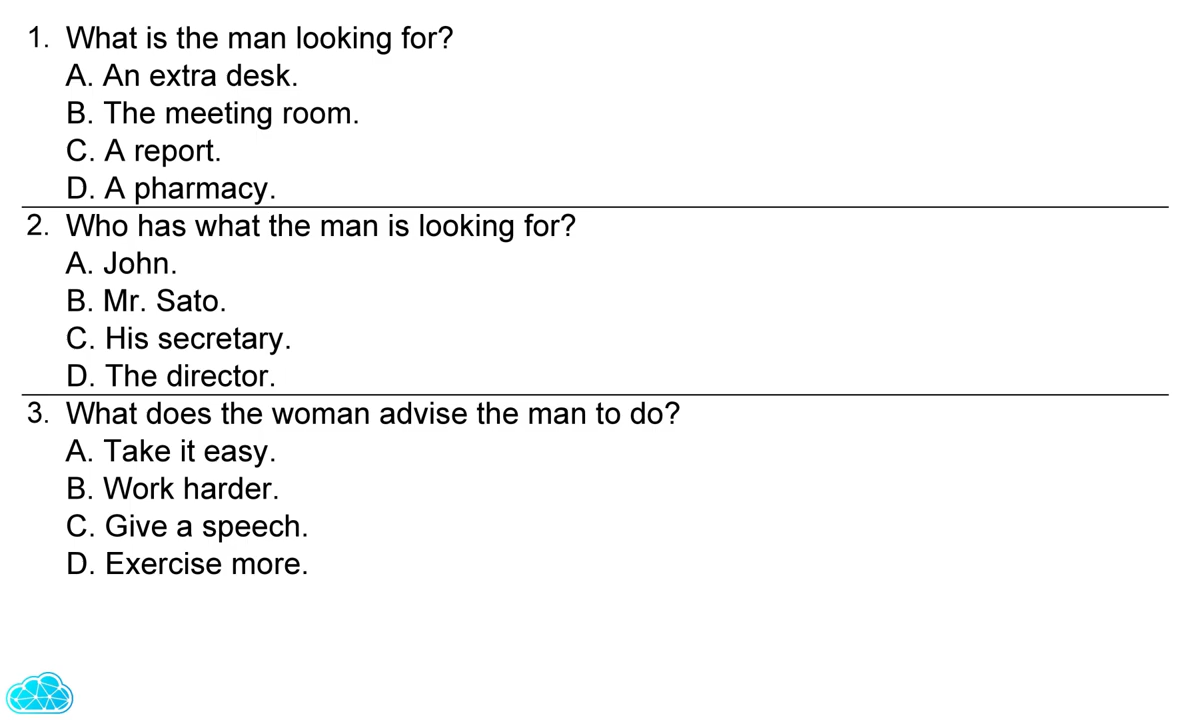 1. What is the man looking for?
A. An extra desk.
B. The meeting room.
C. A report.
D. A pharmacy.
2. Who has what the man is looking for?
A. John.
B. Mr. Sato.
C. His secretary.
D. The director.
3. What does the woman advise the man to do?
A. Take it easy.
B. Work harder.
C. Give a speech.
D. Exercise more.